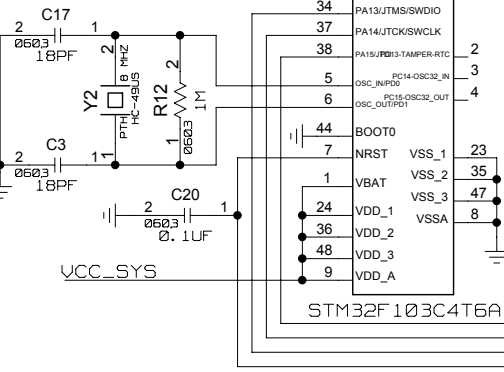 C17
2 1
0603
18PF
2
Y2
8 MHZ
HC-49US
PTH
1
2
R12
1M
0603
1
C3
2 1
0603
18PF
C20
2 1
0603
0.1UF
VCC_SYS
34 PA13/JTMS/SWDIO
37 PA14/JTCK/SWCLK
38 PC13-TAMPER-RTC 2
PC14-OSC32_IN 3
5 OSC_IN/PD0
PC15-OSC32_OUT 4
6 OSC_OUT/PD1
44 BOOT0
7 NRST VSS_1 23
1 VBAT VSS_2 35
24 VDD_1 VSS_3 47
36 VDD_2 VSSA 8
48 VDD_3
9 VDD_A
STM32F103C4T6A